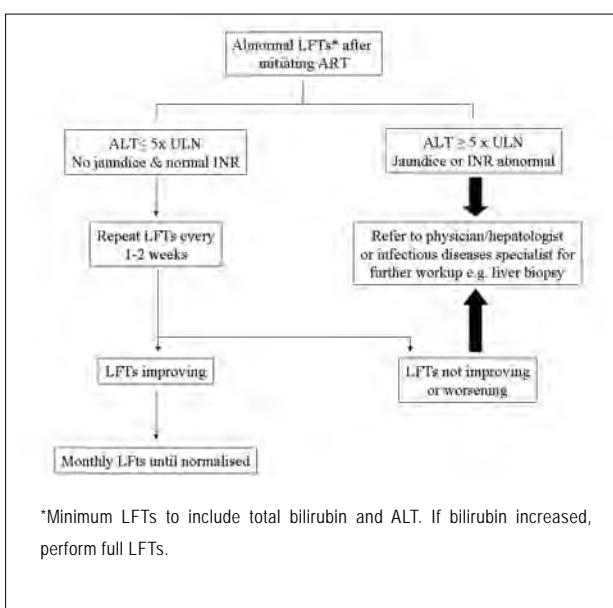 Abnormal LFTs* after
initiating ART
ALT≤ 5x ULN
No jaundice & normal INR
ALT ≥ 5 x ULN
Jaundice or INR abnormal
Repeat LFTs every
1-2 weeks
Refer to physician/hepatologist
or infectious diseases specialist for
further workup e.g. liver biopsy
LFTs improving
LFTs not improving
or worsening
Monthly LFts until normalised
*Minimum LFTs to include total bilirubin and ALT. If bilirubin increased,
perform full LFTs.